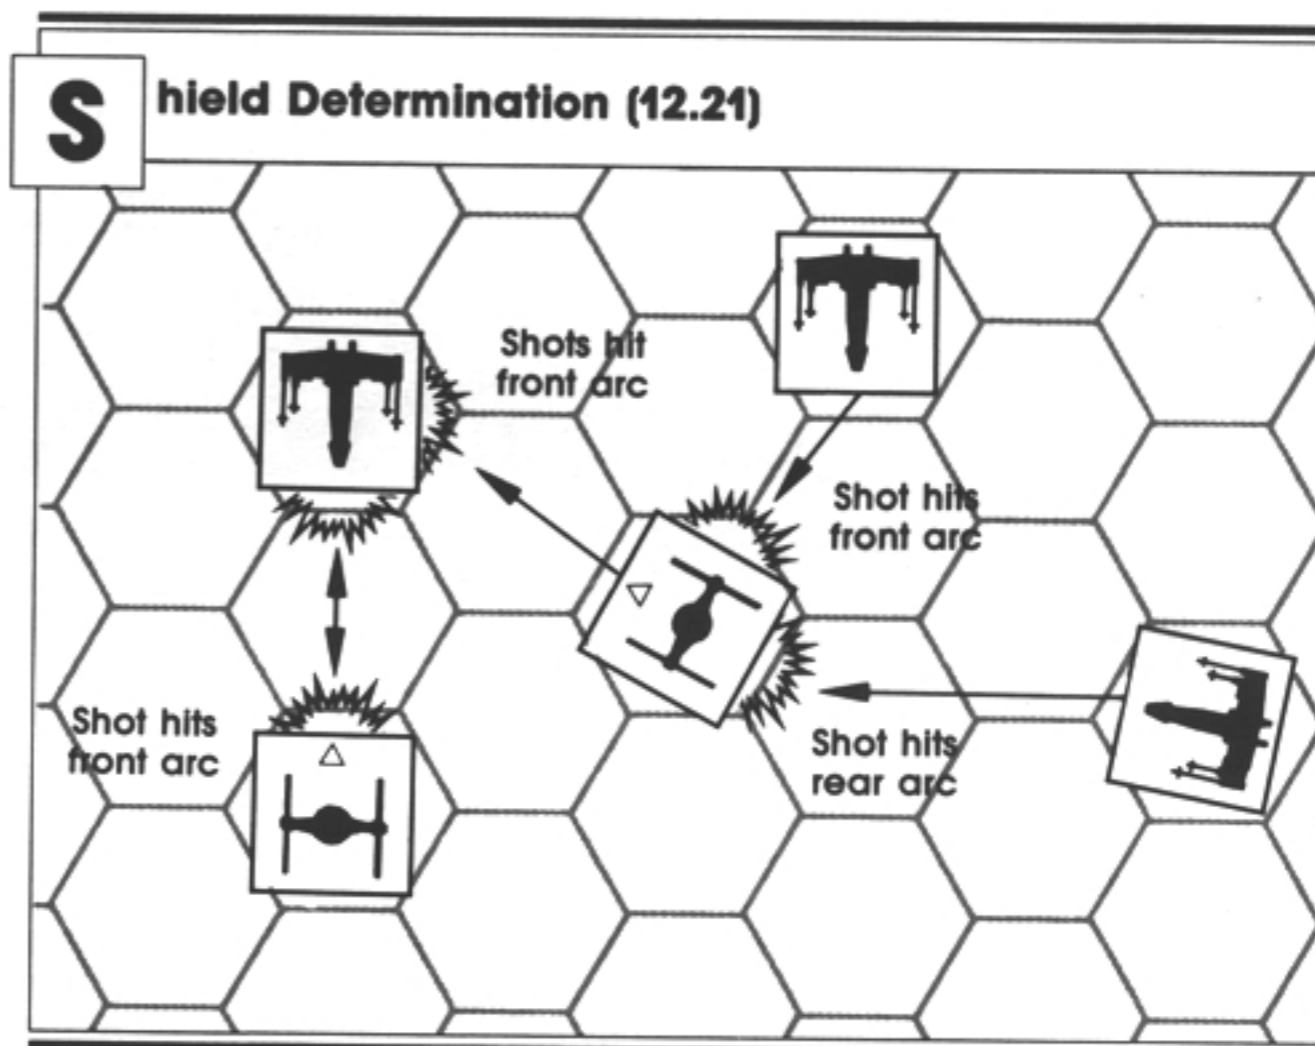 Shield Determination (12.21)
Shots hit
front arc
Shot hits
front arc
Shot hits
front arc
Shot hits
rear arc